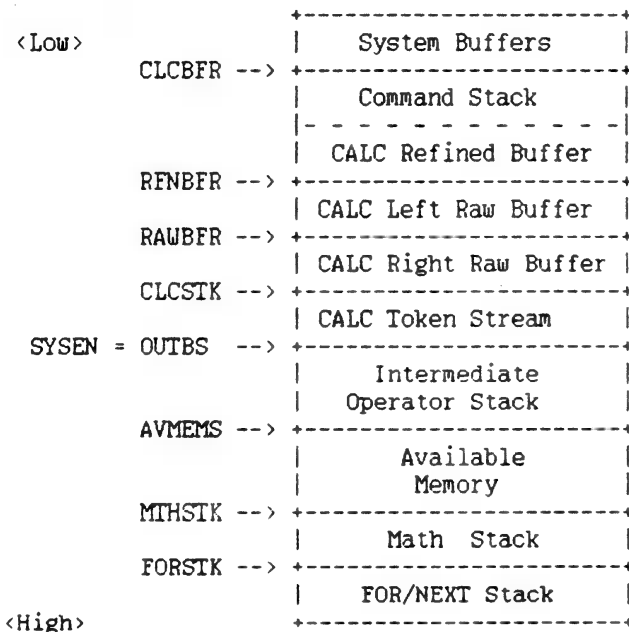 +-----------------------+
<Low> | System Buffers |
CLCBFR --> +-----------------------+
| Command Stack |
|- - - - - - - - - - - -|
| CALC Refined Buffer |
RFNBFR --> +-----------------------+
| CALC Left Raw Buffer |
RAWBFR --> +-----------------------+
| CALC Right Raw Buffer |
CLCSTK --> +-----------------------+
| CALC Token Stream |
SYSEN = OUTBS --> +-----------------------+
| Intermediate |
| Operator Stack |
AVMEMS --> +-----------------------+
| Available |
| Memory |
MTHSTK --> +-----------------------+
| Math Stack |
FORSTK --> +-----------------------+
| FOR/NEXT Stack |
<High> +-----------------------+